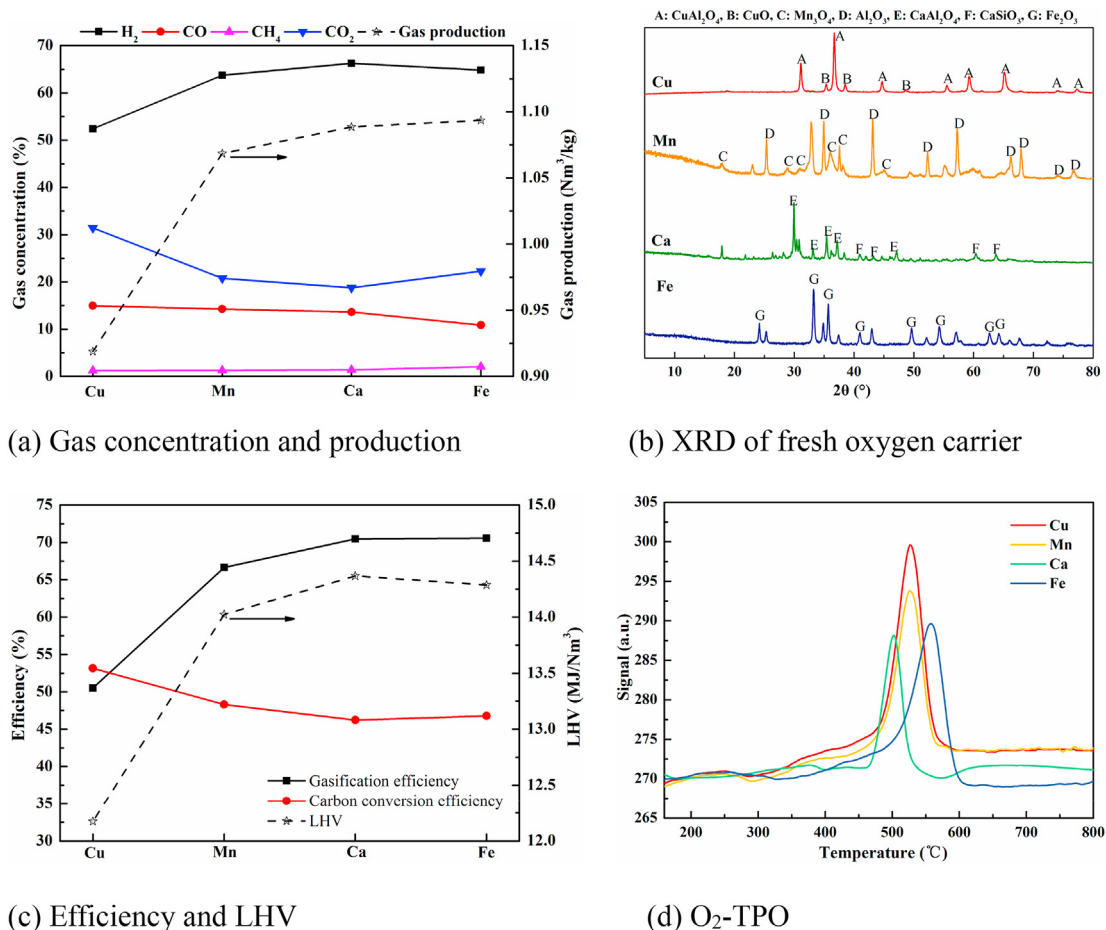 H₂ CO CH₄ CO₂ Gas production
70
60
50
40
30
20
10
0
Gas concentration (%)
1.15
1.10
1.05
1.00
0.95
0.90
Gas production (Nm³/kg)
Cu Mn Ca Fe
(a) Gas concentration and production
A: CuAl₂O₄, B: CuO, C: Mn₃O₄, D: Al₂O₃, E: CaAl₂O₄, F: CaSiO₃, G: Fe₂O₃
Cu
A B A B A B A A A A A
Mn
C D C C D C C D D D D D D D
Ca
E E E E F F E F F
Fe
G G G G G G G G
10 20 30 40 50 60 70 80
2θ (°)
(b) XRD of fresh oxygen carrier
75
70
65
60
55
50
45
40
35
30
Efficiency (%)
15.0
14.5
14.0
13.5
13.0
12.5
12.0
LHV (MJ/Nm³)
Gasification efficiency
Carbon conversion efficiency
LHV
Cu Mn Ca Fe
(c) Efficiency and LHV
305
300
295
290
285
280
275
270
265
Signal (a.u.)
Cu
Mn
Ca
Fe
200 300 400 500 600 700 800
Temperature (℃)
(d) O₂-TPO